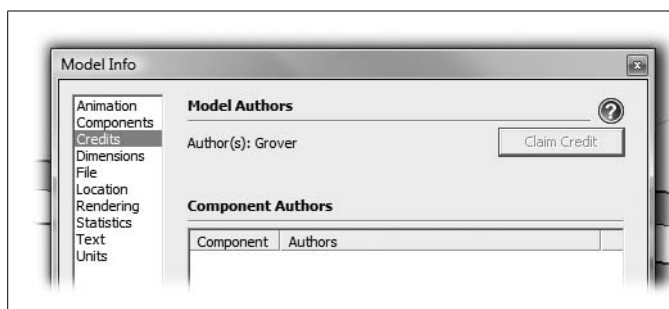 Model Info
Animation
Components
Credits
Dimensions
File
Location
Rendering
Statistics
Text
Units
Model Authors
?
Author(s): Grover
Claim Credit
Component Authors
Component Authors